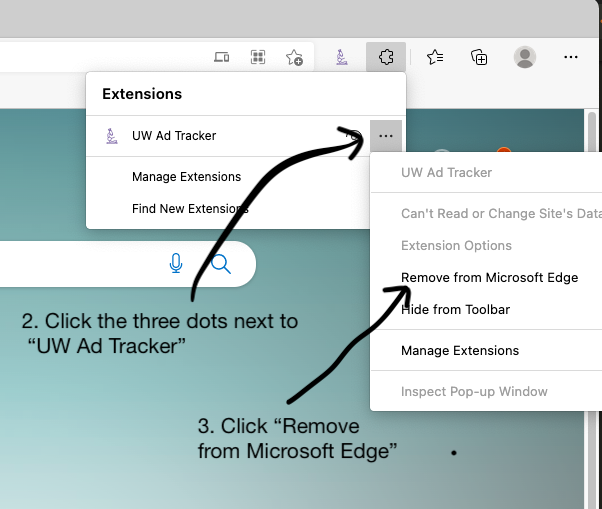 Extensions
UW Ad Tracker
Manage Extensions
Find New Extensions
UW Ad Tracker
Can't Read or Change Site's Data
Extension Options
Remove from Microsoft Edge
Hide from Toolbar
Manage Extensions
Inspect Pop-up Window
2. Click the three dots next to
“UW Ad Tracker”
3. Click “Remove
from Microsoft Edge”